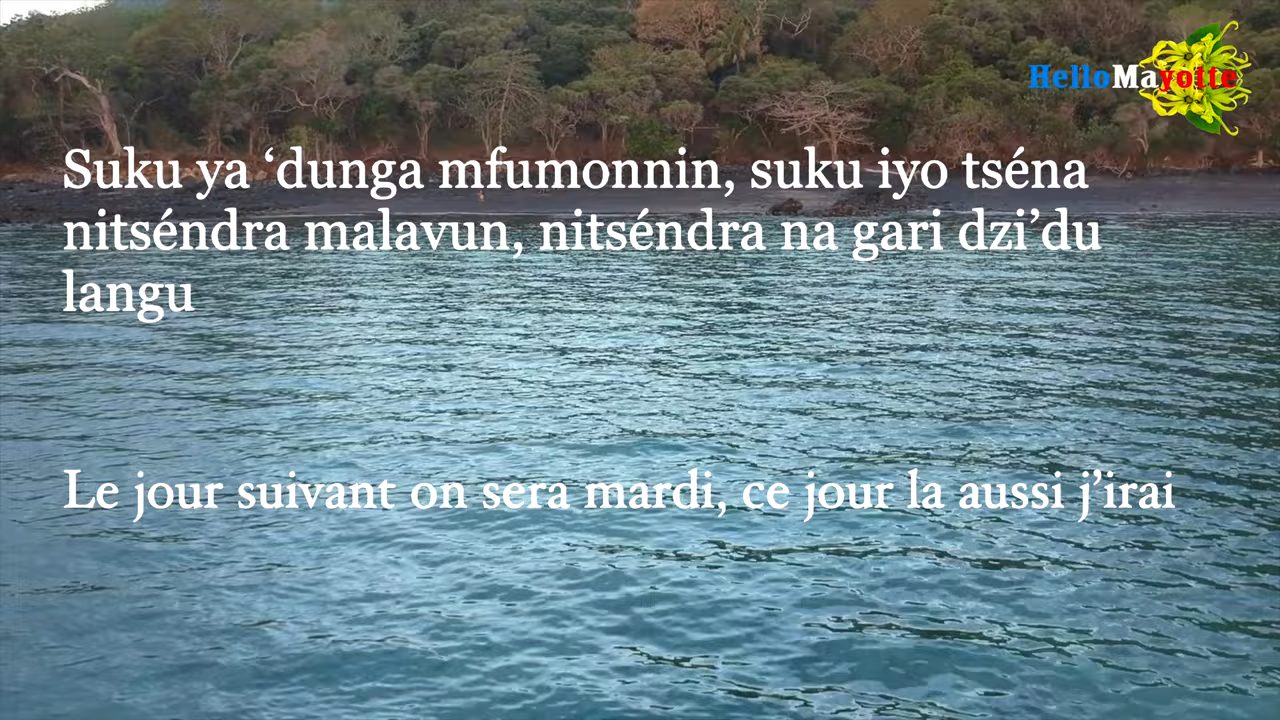 HelloMayotte
Suku ya ‘dunga mfumonnin, suku iyo tséna
nitséndra malavun, nitséndra na gari dzi’du
langu
Le jour suivant on sera mardi, ce jour la aussi j’irai